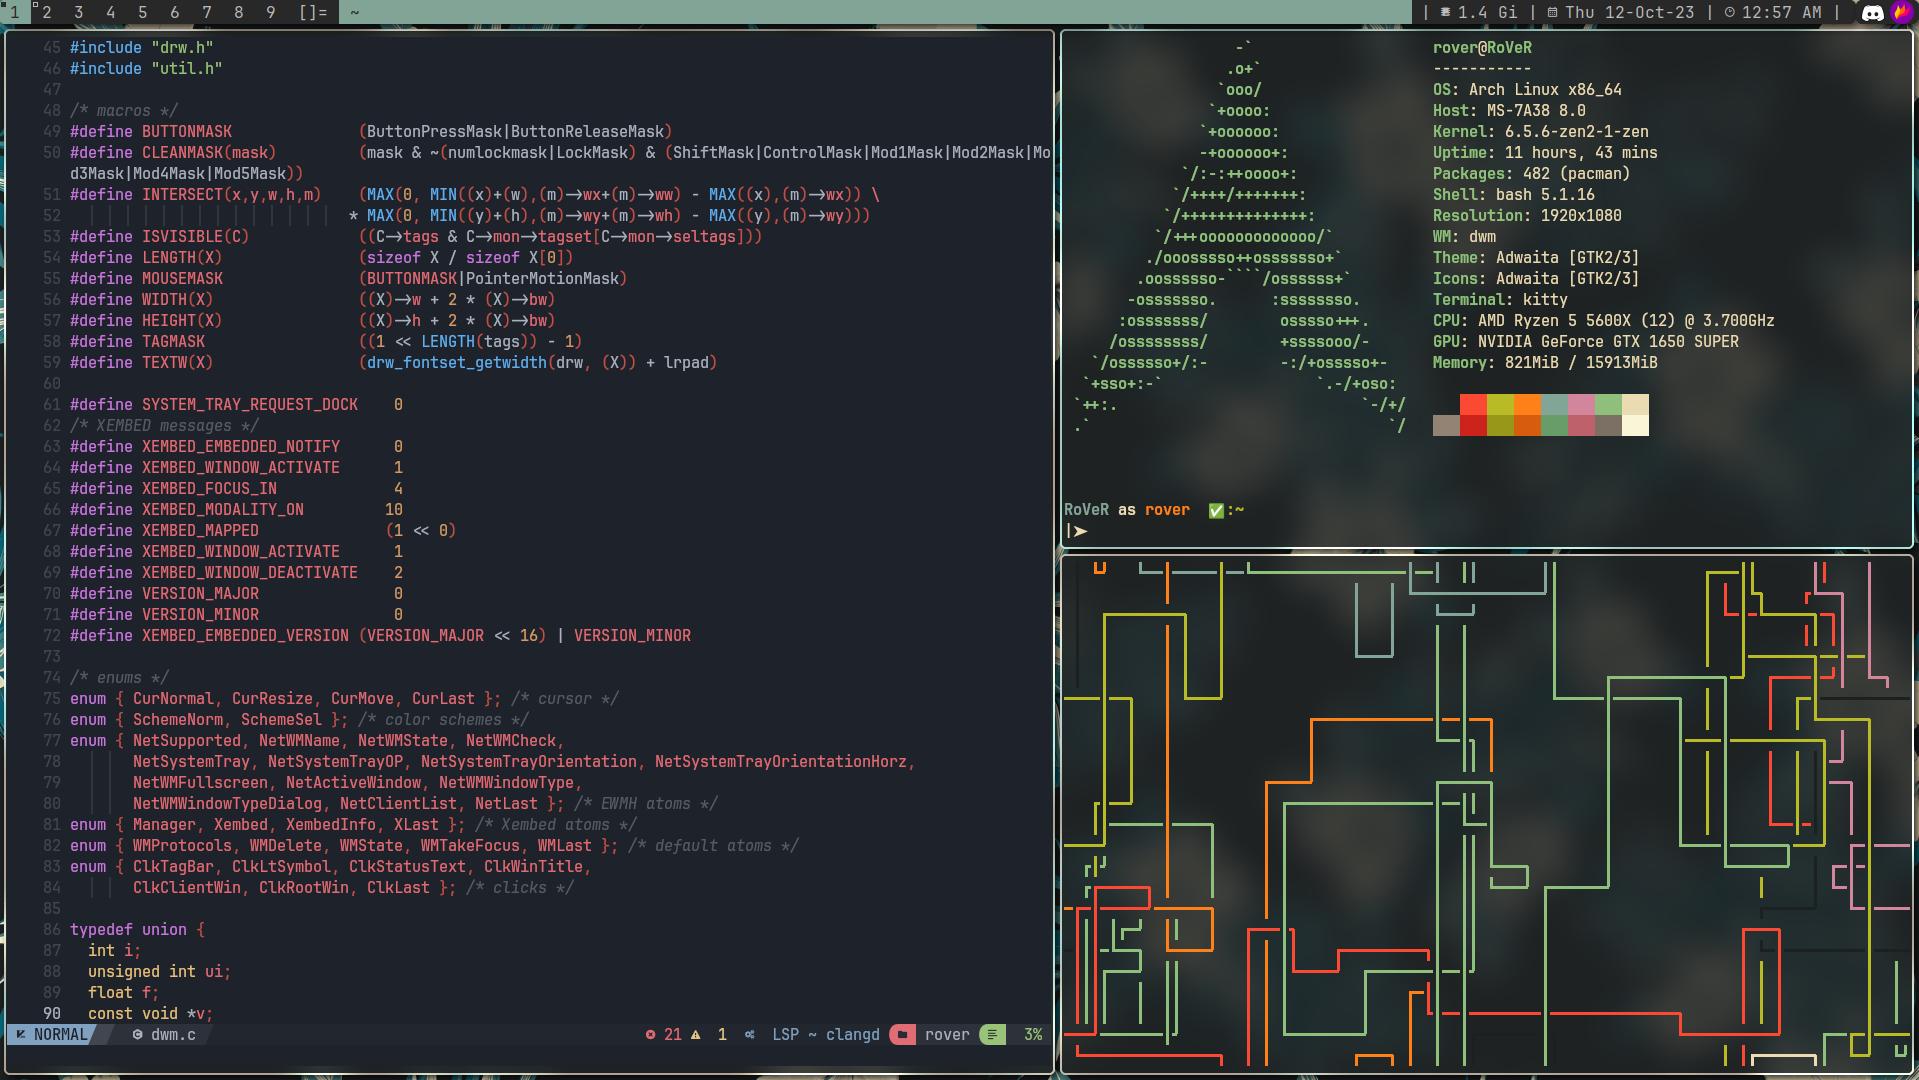 1 2 3 4 5 6 7 8 9 []= ~ | 1.4 Gi | Thu 12-Oct-23 | 12:57 AM |
45 #include "drw.h"
46 #include "util.h"
47
48 /* macros */
49 #define BUTTONMASK (ButtonPressMask|ButtonReleaseMask)
50 #define CLEANMASK(mask) (mask & ~(numlockmask|LockMask) & (ShiftMask|ControlMask|Mod1Mask|Mod2Mask|Mo
d3Mask|Mod4Mask|Mod5Mask))
51 #define INTERSECT(x,y,w,h,m) (MAX(0, MIN((x)+(w),(m)->wx+(m)->ww) - MAX((x),(m)->wx)) \
52 * MAX(0, MIN((y)+(h),(m)->wy+(m)->wh) - MAX((y),(m)->wy)))
53 #define ISVISIBLE(C) ((C->tags & C->mon->tagset[C->mon->seltags]))
54 #define LENGTH(X) (sizeof X / sizeof X[0])
55 #define MOUSEMASK (BUTTONMASK|PointerMotionMask)
56 #define WIDTH(X) ((X)->w + 2 * (X)->bw)
57 #define HEIGHT(X) ((X)->h + 2 * (X)->bw)
58 #define TAGMASK ((1 << LENGTH(tags)) - 1)
59 #define TEXTW(X) (drw_fontset_getwidth(drw, (X)) + lrpad)
60
61 #define SYSTEM_TRAY_REQUEST_DOCK 0
62 /* XEMBED messages */
63 #define XEMBED_EMBEDDED_NOTIFY 0
64 #define XEMBED_WINDOW_ACTIVATE 1
65 #define XEMBED_FOCUS_IN 4
66 #define XEMBED_MODALITY_ON 10
67 #define XEMBED_MAPPED (1 << 0)
68 #define XEMBED_WINDOW_ACTIVATE 1
69 #define XEMBED_WINDOW_DEACTIVATE 2
70 #define VERSION_MAJOR 0
71 #define VERSION_MINOR 0
72 #define XEMBED_EMBEDDED_VERSION (VERSION_MAJOR << 16) | VERSION_MINOR
73
74 /* enums */
75 enum { CurNormal, CurResize, CurMove, CurLast }; /* cursor */
76 enum { SchemeNorm, SchemeSel }; /* color schemes */
77 enum { NetSupported, NetWMName, NetWMState, NetWMCheck,
78 NetSystemTray, NetSystemTrayOP, NetSystemTrayOrientation, NetSystemTrayOrientationHorz,
79 NetWMFullscreen, NetActiveWindow, NetWMWindowType,
80 NetWMWindowTypeDialog, NetClientList, NetLast }; /* EWMH atoms */
81 enum { Manager, Xembed, XembedInfo, XLast }; /* Xembed atoms */
82 enum { WMProtocols, WMDelete, WMState, WMTakeFocus, WMLast }; /* default atoms */
83 enum { ClkTagBar, ClkLtSymbol, ClkStatusText, ClkWinTitle,
84 ClkClientWin, ClkRootWin, ClkLast }; /* clicks */
85
86 typedef union {
87 int i;
88 unsigned int ui;
89 float f;
90 const void *v;
NORMAL dwm.c 21 1 LSP ~ clangd rover 3%
rover@RoVeR
-----------
OS: Arch Linux x86_64
Host: MS-7A38 8.0
Kernel: 6.5.6-zen2-1-zen
Uptime: 11 hours, 43 mins
Packages: 482 (pacman)
Shell: bash 5.1.16
Resolution: 1920x1080
WM: dwm
Theme: Adwaita [GTK2/3]
Icons: Adwaita [GTK2/3]
Terminal: kitty
CPU: AMD Ryzen 5 5600X (12) @ 3.700GHz
GPU: NVIDIA GeForce GTX 1650 SUPER
Memory: 821MiB / 15913MiB
RoVeR as rover ✅:~
|➤